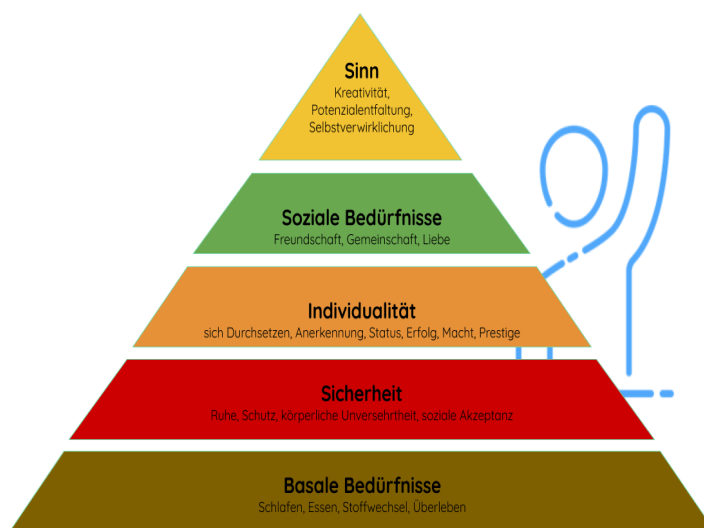 Sinn
Kreativität,
Potenzialentfaltung,
Selbstverwirklichung
Soziale Bedürfnisse
Freundschaft, Gemeinschaft, Liebe
Individualität
sich Durchsetzen, Anerkennung, Status, Erfolg, Macht, Prestige
Sicherheit
Ruhe, Schutz, körperliche Unversehrtheit, soziale Akzeptanz
Basale Bedürfnisse
Schlafen, Essen, Stoffwechsel, Überleben